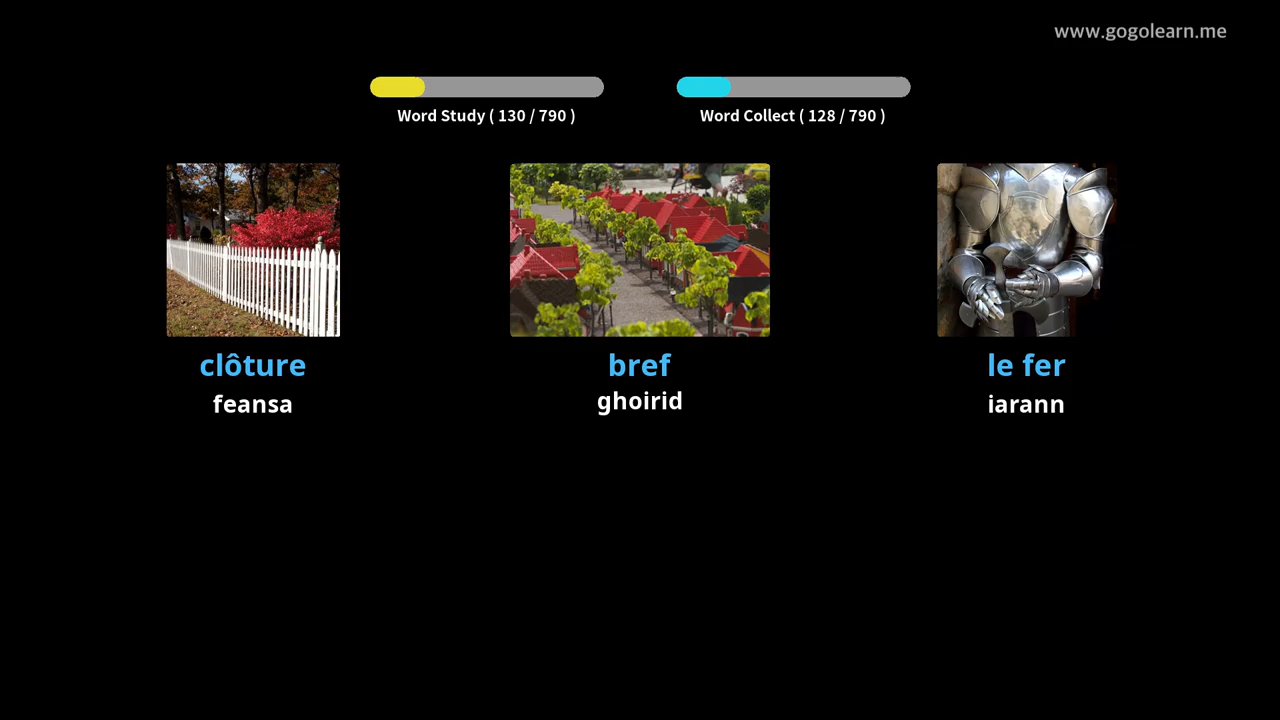 www.gogolearn.me
Word Study ( 130 / 790 )
Word Collect ( 128 / 790 )
clôture
bref
le fer
feansa
ghoirid
iarann